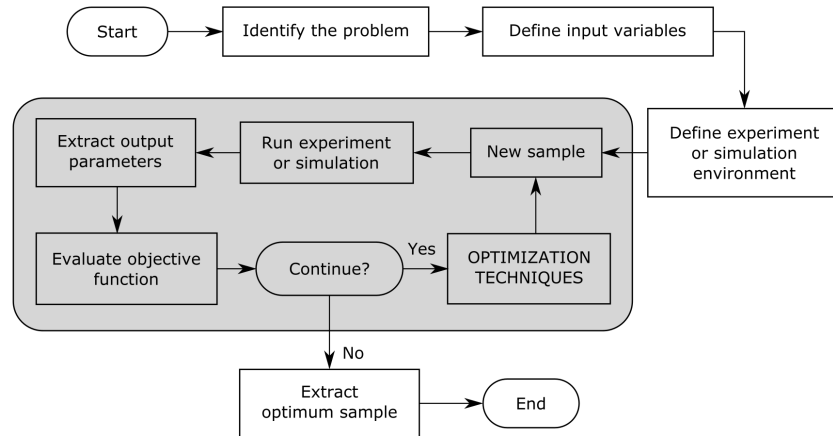 Start
Identify the problem
Define input variables
Define experiment
or simulation
environment
New sample
Run experiment
or simulation
Extract output
parameters
Evaluate objective
function
Continue?
Yes
OPTIMIZATION
TECHNIQUES
No
Extract
optimum sample
End